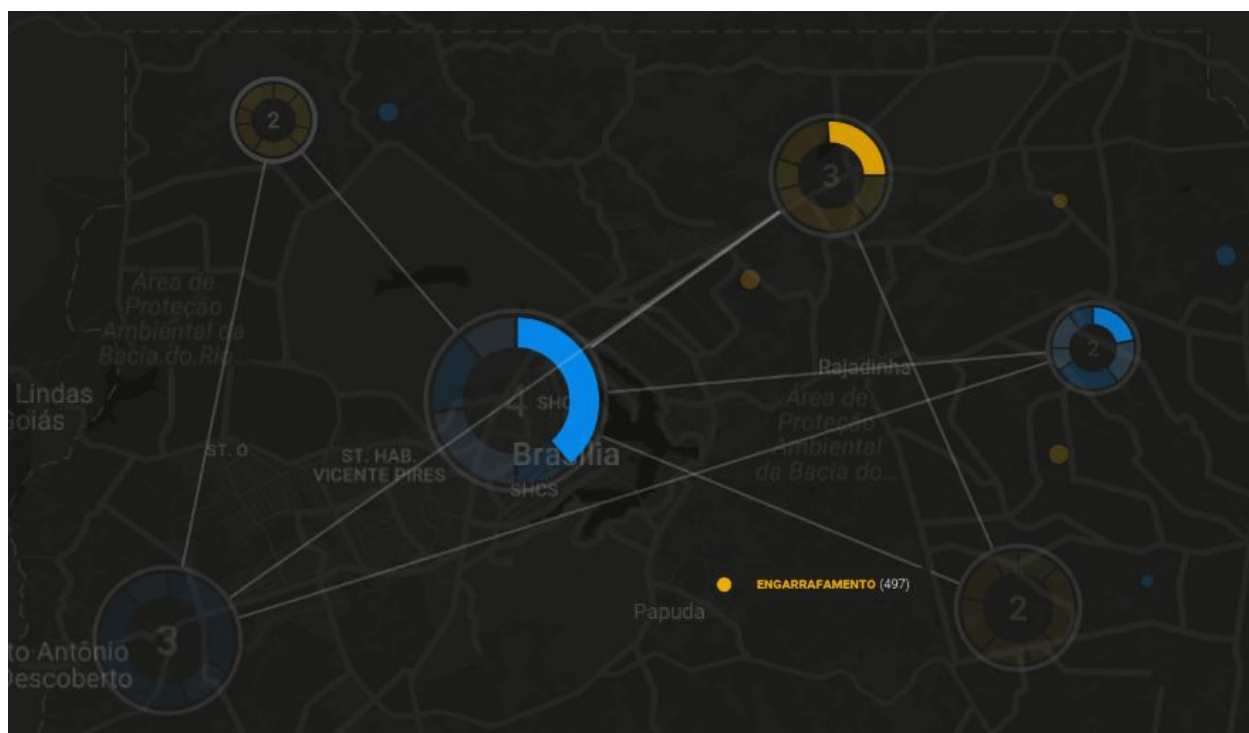 2
3
Área de
Proteção
Ambiental da
Bacia do Rio...
2
Rajadinha
Lindas
Goiás
4
SHC
Área de
Proteção
Ambiental
da Bacia do...
ST. O
ST. HAB.
VICENTE PIRES
Brasília
SHCS
ENGARRAFAMENTO (497)
Papuda
2
3
to Antônio
Descoberto